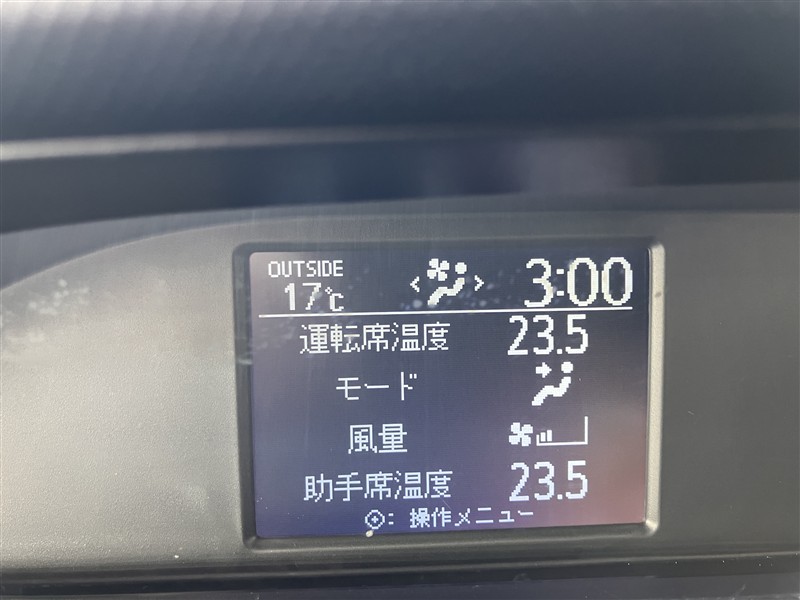 OUTSIDE
17℃
3:00
運転席温度 23.5
モード
風量
助手席温度 23.5
: 操作メニュー